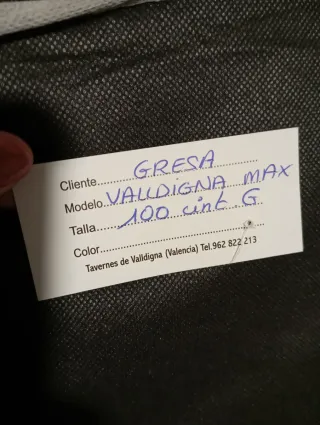 Cliente GRESA
Modelo VALLDIGNA MAX
Talla 100 cint G
Color
Tavernes de Valldigna (Valencia) Tel.962 822 213